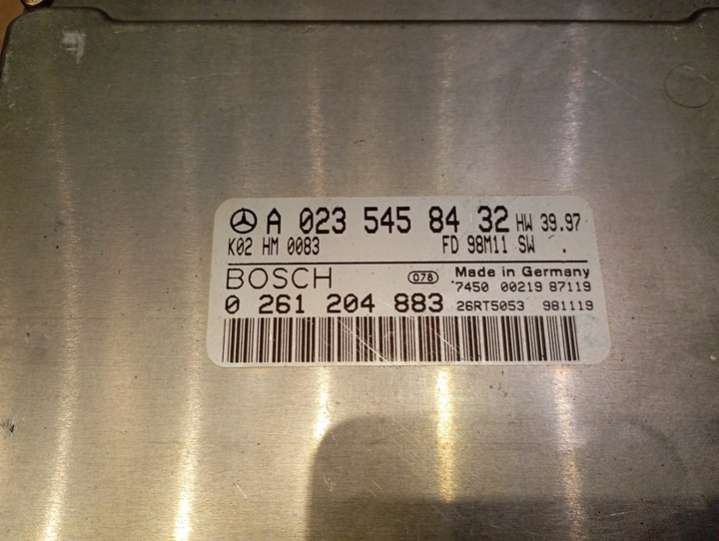 A 023 545 84 32 HW 39.97
K02 HM 0083 FD 98M11 SW .
BOSCH 078 Made in Germany
7450 00219 87119
0 261 204 883 26RT5053 981119